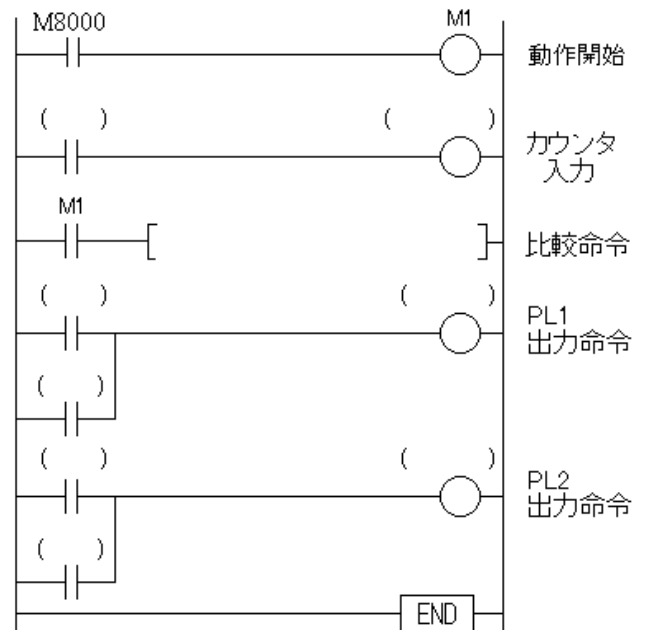 M8000 M1
動作開始
( ) ( )
カウンタ
入力
M1
比較命令
( ) ( )
PL1
出力命令
( )
( ) ( )
PL2
出力命令
( )
END